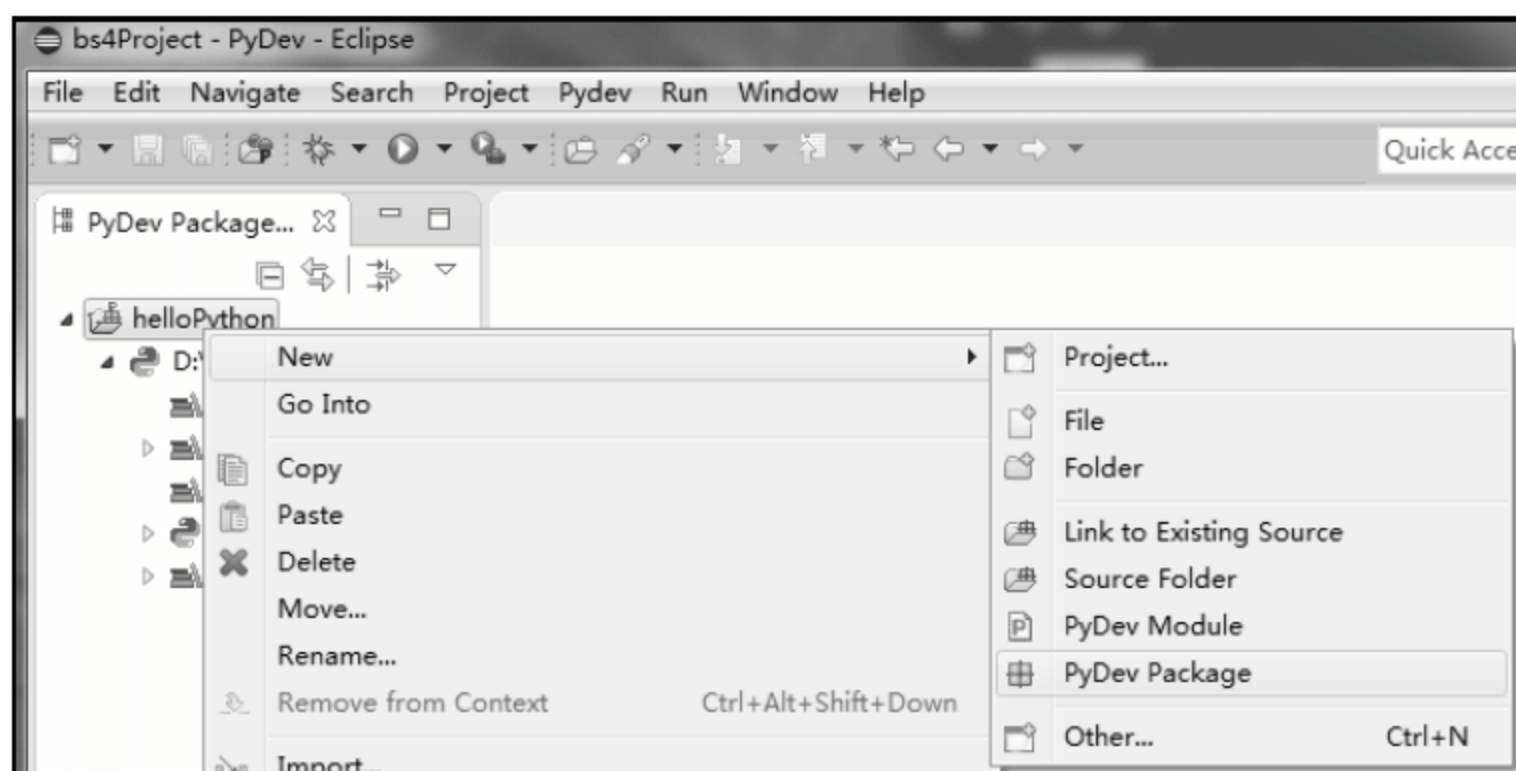 bs4Project - PyDev - Eclipse
File Edit Navigate Search Project Pydev Run Window Help
Quick Acce
PyDev Package...
helloPython
D:\
New
Go Into
Copy
Paste
Delete
Move...
Rename...
Remove from Context Ctrl+Alt+Shift+Down
Import...
Project...
File
Folder
Link to Existing Source
Source Folder
PyDev Module
PyDev Package
Other... Ctrl+N